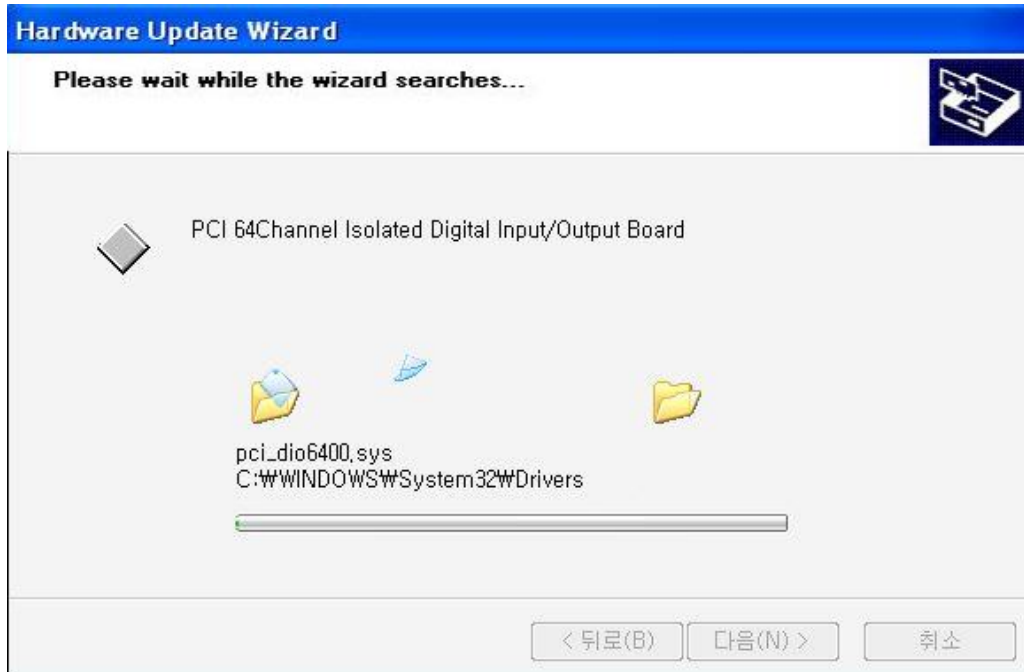 Hardware Update Wizard
Please wait while the wizard searches...
PCI 64Channel Isolated Digital Input/Output Board
pci_dio6400.sys
C:₩WINDOWS₩System32₩Drivers
< 뒤로(B) 다음(N) > 취소